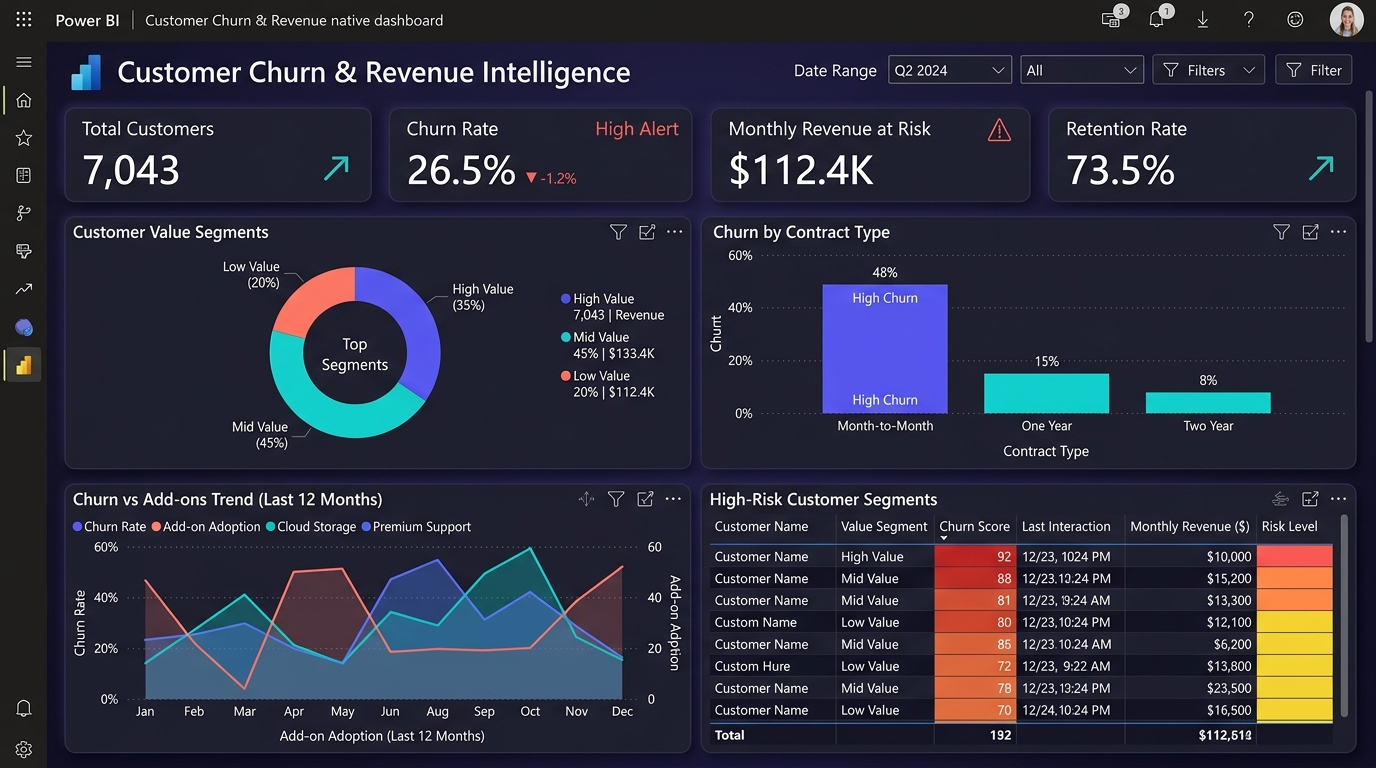 Power BI | Customer Churn & Revenue native dashboard
3
1
Customer Churn & Revenue Intelligence
Date Range
Q2 2024
All
Filters
Filter
Total Customers
7,043
Churn Rate
High Alert
26.5%
▼ -1.2%
Monthly Revenue at Risk
$112.4K
Retention Rate
73.5%
Customer Value Segments
Low Value
(20%)
High Value
(35%)
Mid Value
(45%)
Top
Segments
High Value
7,043 | Revenue
Mid Value
45% | $133.4K
Low Value
20% | $112.4K
Churn by Contract Type
Churt
60%
40%
20%
0%
48%
High Churn
High Churn
15%
8%
Month-to-Month
One Year
Two Year
Contract Type
Churn vs Add-ons Trend (Last 12 Months)
Churn Rate Add-on Adoption Cloud Storage Premium Support
Churn Rate
60%
40%
20%
0%
60
40
20
0
Add-on Adption
Jan Feb Mar Apr May Jun Aug Sep Oct Nov Dec
Add-on Adoption (Last 12 Months)
High-Risk Customer Segments
Customer Name Value Segment Churn Score Last Interaction Monthly Revenue ($) Risk Level
Customer Name High Value 92 12/23, 1024 PM $10,000
Customer Name Mid Value 88 12/23 PM $15,200
Customer Name Mid Value 81 12/23, AM $13,300
Custom Name Low Value 80 12/23,10:24 PM $12,100
Customer Name Mid Value 85 12/23 10:24 AM $6,200
Custom Hure Low Value 72 12/23, 9:22 AM $13,800
Customer Name Mid Value 78 12/23 PM $23,500
Customer Name Low Value 70 12/24,10:24 PM $16,500
Total 192